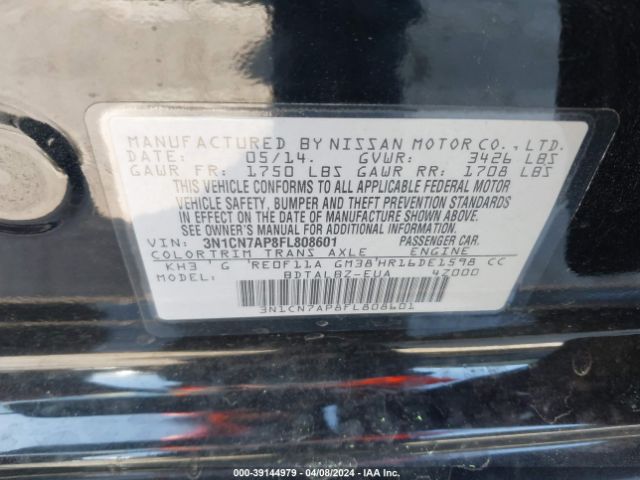 MANUFACTURED BY NISSAN MOTOR CO., LTD.
DATE: 05/14. GVWR: 3426 LBS
GAWR FR: 1750 LBS GAWR RR: 1708 LBS
THIS VEHICLE CONFORMS TO ALL APPLICABLE FEDERAL MOTOR
VEHICLE SAFETY, BUMPER AND THEFT PREVENTION STANDARDS
IN EFFECT ON THE DATE OF MANUFACTURE SHOWN ABOVE.
SEE OWNER'S MANUAL FOR ADDITIONAL INFORMATION.
VIN: 3N1CN7AP8FL808601 PASSENGER CAR
COLOR TRIM TRANS AXLE ENGINE
KH3 G RE0F11A GM38 HR16DE1598 CC
MODEL: BDTALBZ-EUA 4Z000
3N1CN7AP8FL808601
000-39144979 - 04/08/2024 - IAA Inc.